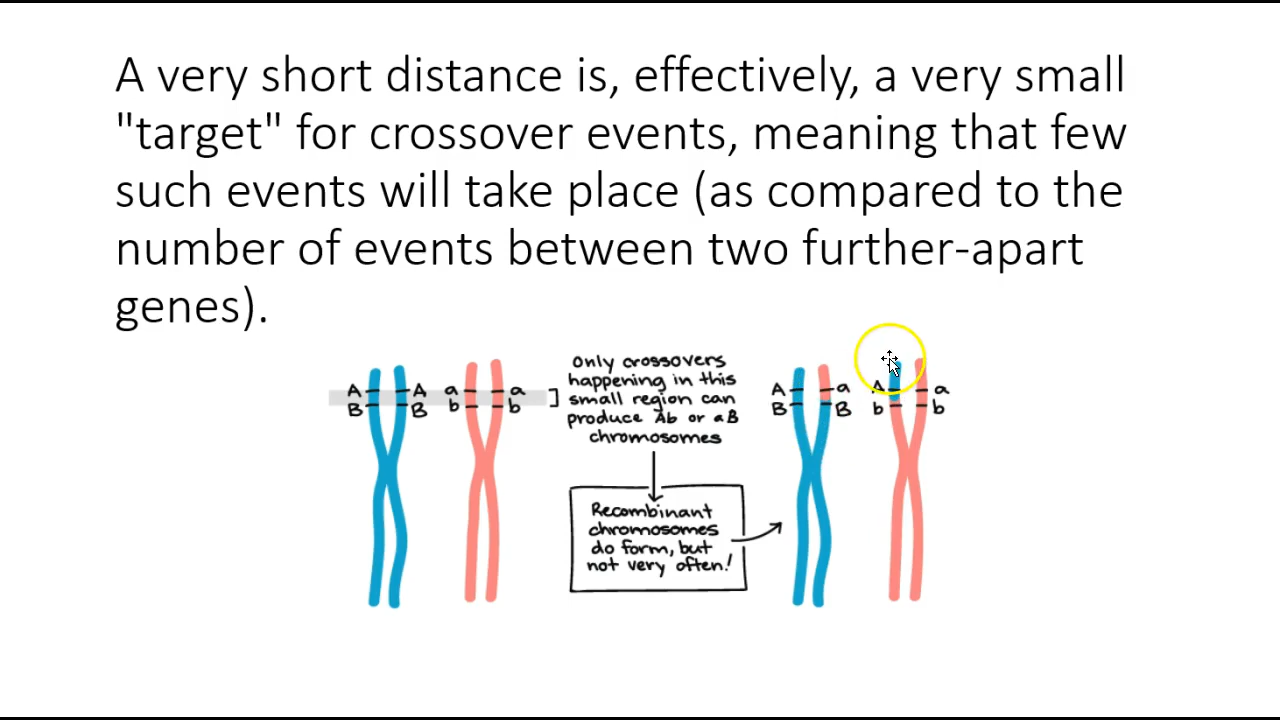 A very short distance is, effectively, a very small
"target" for crossover events, meaning that few
such events will take place (as compared to the
number of events between two further-apart
genes).
Only crossovers
happening in this
small region can
produce Ab or aB
chromosomes
A A a a
B B b b
Recombinant
chromosomes
do form, but
not very often!
A a A a
B B b b